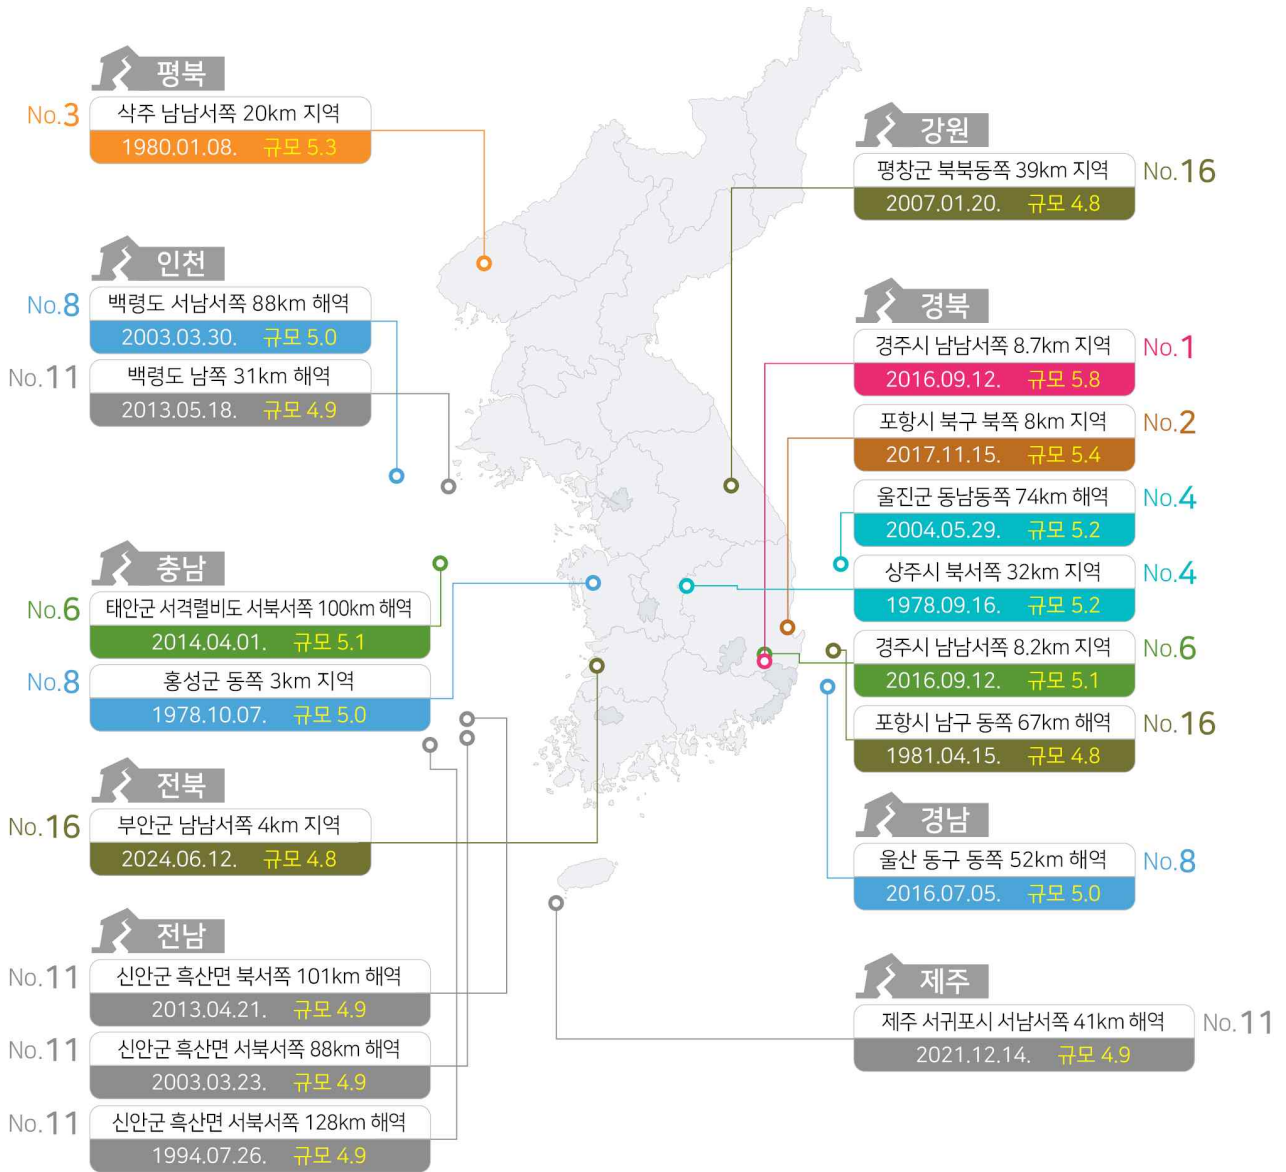 평북
No.3
삭주 남남서쪽 20km 지역
1980.01.08. 규모 5.3
인천
No.8
백령도 서남서쪽 88km 해역
2003.03.30. 규모 5.0
No.11
백령도 남쪽 31km 해역
2013.05.18. 규모 4.9
충남
No.6
태안군 서격렬비도 서북서쪽 100km 해역
2014.04.01. 규모 5.1
No.8
홍성군 동쪽 3km 지역
1978.10.07. 규모 5.0
전북
No.16
부안군 남남서쪽 4km 지역
2024.06.12. 규모 4.8
전남
No.11
신안군 흑산면 북서쪽 101km 해역
2013.04.21. 규모 4.9
No.11
신안군 흑산면 서북서쪽 88km 해역
2003.03.23. 규모 4.9
No.11
신안군 흑산면 서북서쪽 128km 해역
1994.07.26. 규모 4.9
강원
평창군 북북동쪽 39km 지역
No.16
2007.01.20. 규모 4.8
경북
경주시 남남서쪽 8.7km 지역
No.1
2016.09.12. 규모 5.8
포항시 북구 북쪽 8km 지역
No.2
2017.11.15. 규모 5.4
울진군 동남동쪽 74km 해역
No.4
2004.05.29. 규모 5.2
상주시 북서쪽 32km 지역
No.4
1978.09.16. 규모 5.2
경주시 남남서쪽 8.2km 지역
No.6
2016.09.12. 규모 5.1
포항시 남구 동쪽 67km 해역
No.16
1981.04.15. 규모 4.8
경남
울산 동구 동쪽 52km 해역
No.8
2016.07.05. 규모 5.0
제주
제주 서귀포시 서남서쪽 41km 해역
No.11
2021.12.14. 규모 4.9